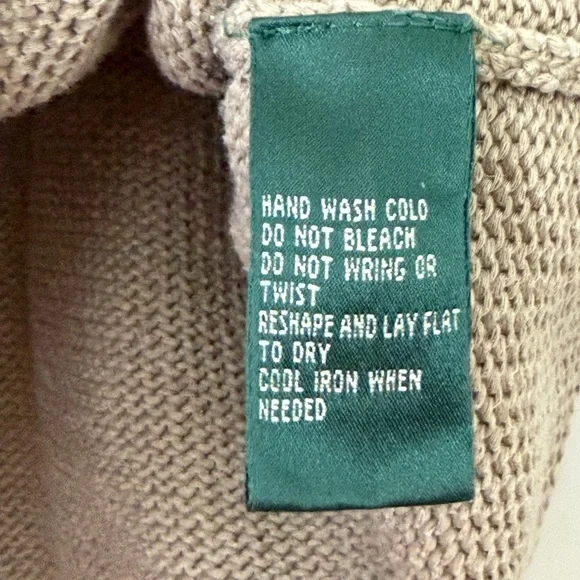 HAND WASH COLD
DO NOT BLEACH
DO NOT WRING OR
TWIST
RESHAPE AND LAY FLAT
TO DRY
COOL IRON WHEN
NEEDED